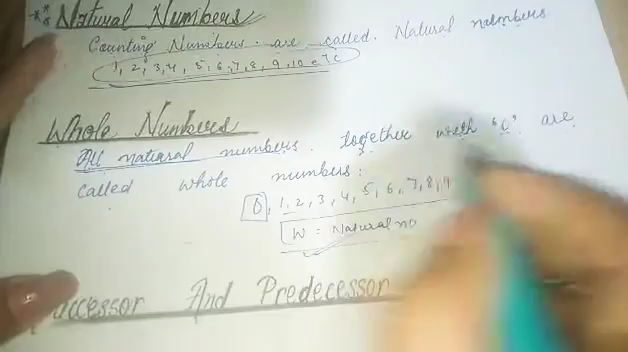 Natural Numbers
Counting Numbers are called. Natural numbers
1, 2, 3, 4, 5, 6, 7, 8, 9, 10 etc
Whole Numbers
All natural numbers. together with '0' are
called whole numbers:
0, 1, 2, 3, 4, 5, 6, 7, 8, 9
W = Natural no
And Predecessor